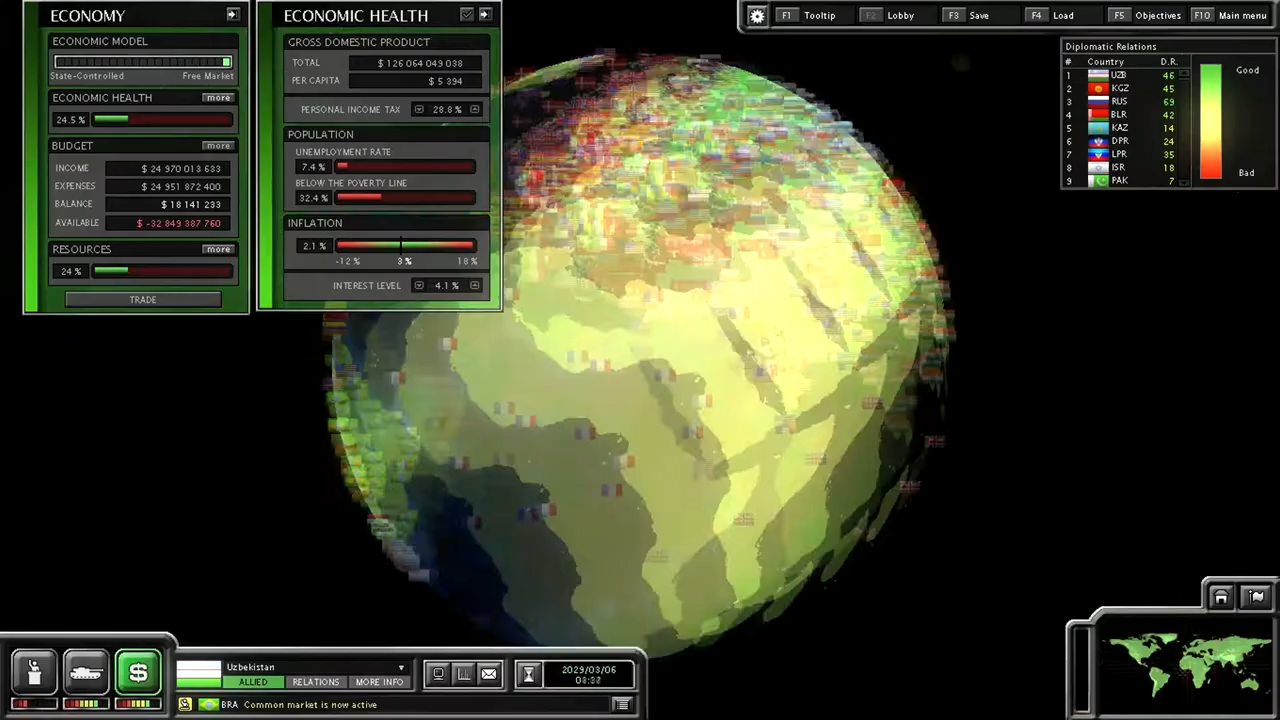 ECONOMY
ECONOMIC MODEL
State-Controlled Free Market
ECONOMIC HEALTH more
24.5 %
BUDGET more
INCOME $ 24 970 013 633
EXPENSES $ 24 951 872 400
BALANCE $ 18 141 233
AVAILABLE $ -32 849 387 760
RESOURCES more
24 %
TRADE
ECONOMIC HEALTH
GROSS DOMESTIC PRODUCT
TOTAL $ 126 064 049 038
PER CAPITA $ 5 394
PERSONAL INCOME TAX 28.8 %
POPULATION
UNEMPLOYMENT RATE
7.4 %
BELOW THE POVERTY LINE
32.4 %
INFLATION
2.1 %
-12 % 3 % 18 %
INTEREST LEVEL 4.1 %
F1 Tooltip F2 Lobby F3 Save F4 Load F5 Objectives F10 Main menu
Diplomatic Relations
# Country D.R.
1 UZB 46
2 KGZ 45
3 RUS 69
4 BLR 42
5 KAZ 14
6 DPR 24
7 LPR 35
8 ISR 18
9 PAK 7
Good
Bad
$
Uzbekistan
ALLIED RELATIONS MORE INFO
2029/03/06
BRA Common market is now active